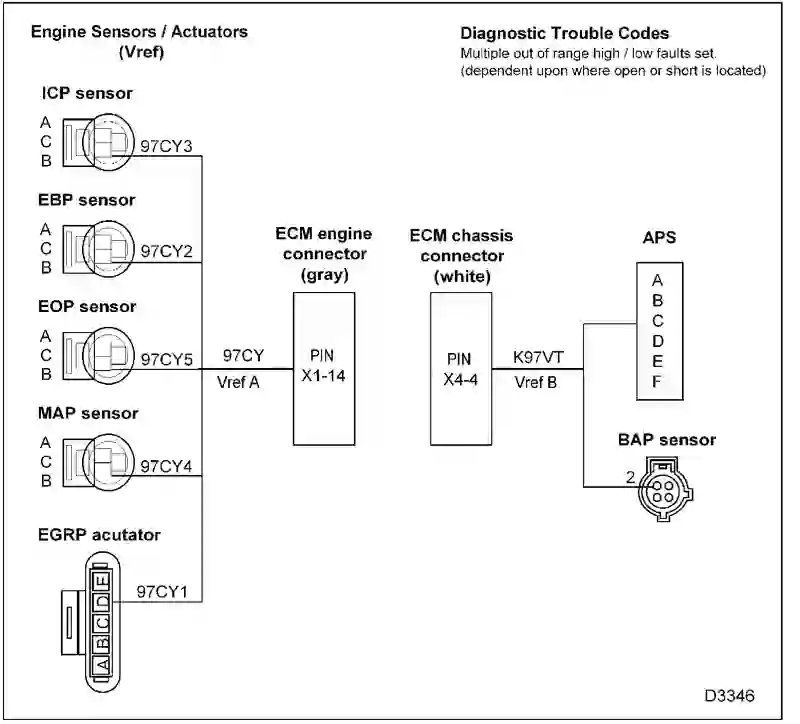 Engine Sensors / Actuators
(Vref)
Diagnostic Trouble Codes
Multiple out of range high / low faults set.
(dependent upon where open or short is located)
ICP sensor
A
C
B
97CY3
EBP sensor
A
C
B
97CY2
EOP sensor
A
C
B
97CY5
MAP sensor
A
C
B
97CY4
EGRP acutator
A
B
C
D
E
97CY1
97CY
Vref A
ECM engine
connector
(gray)
PIN
X1-14
ECM chassis
connector
(white)
PIN
X4-4
K97VT
Vref B
APS
A
B
C
D
E
F
BAP sensor
2
D3346